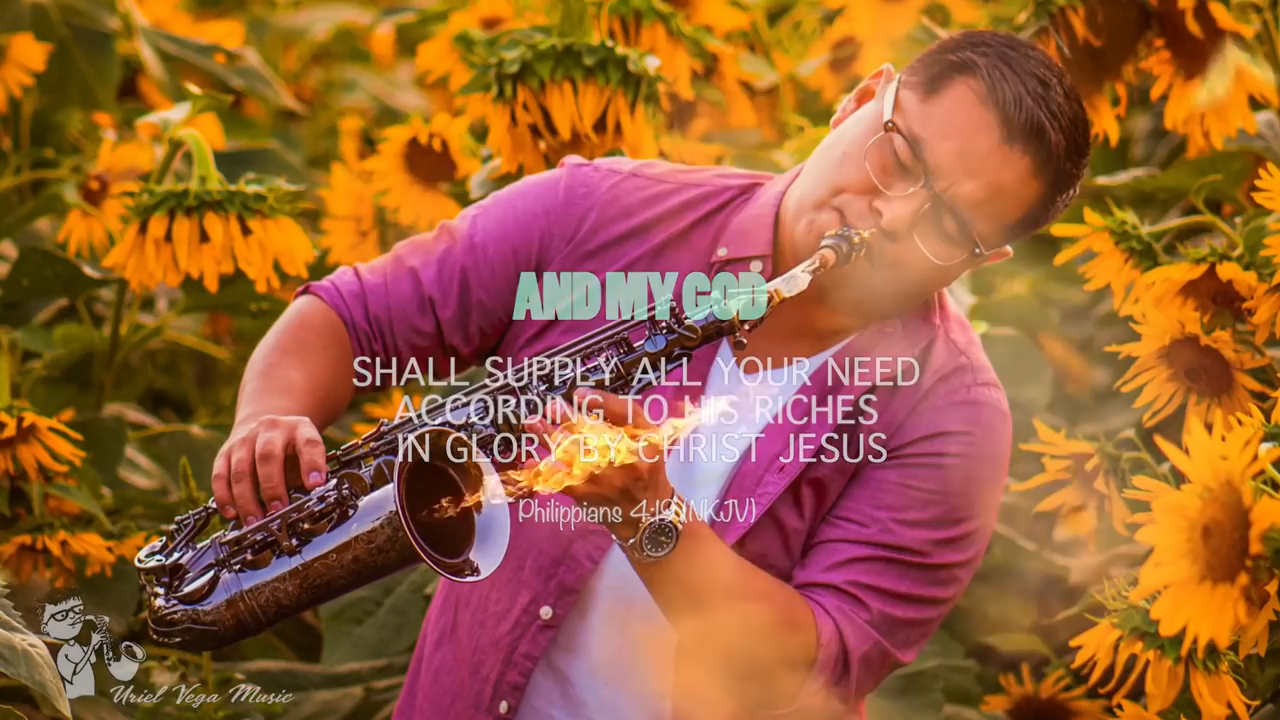 AND MY GOD
SHALL SUPPLY ALL YOUR NEED
ACCORDING TO HIS RICHES
IN GLORY BY CHRIST JESUS
Philippians 4:19 (NKJV)
Uriel Vega Music